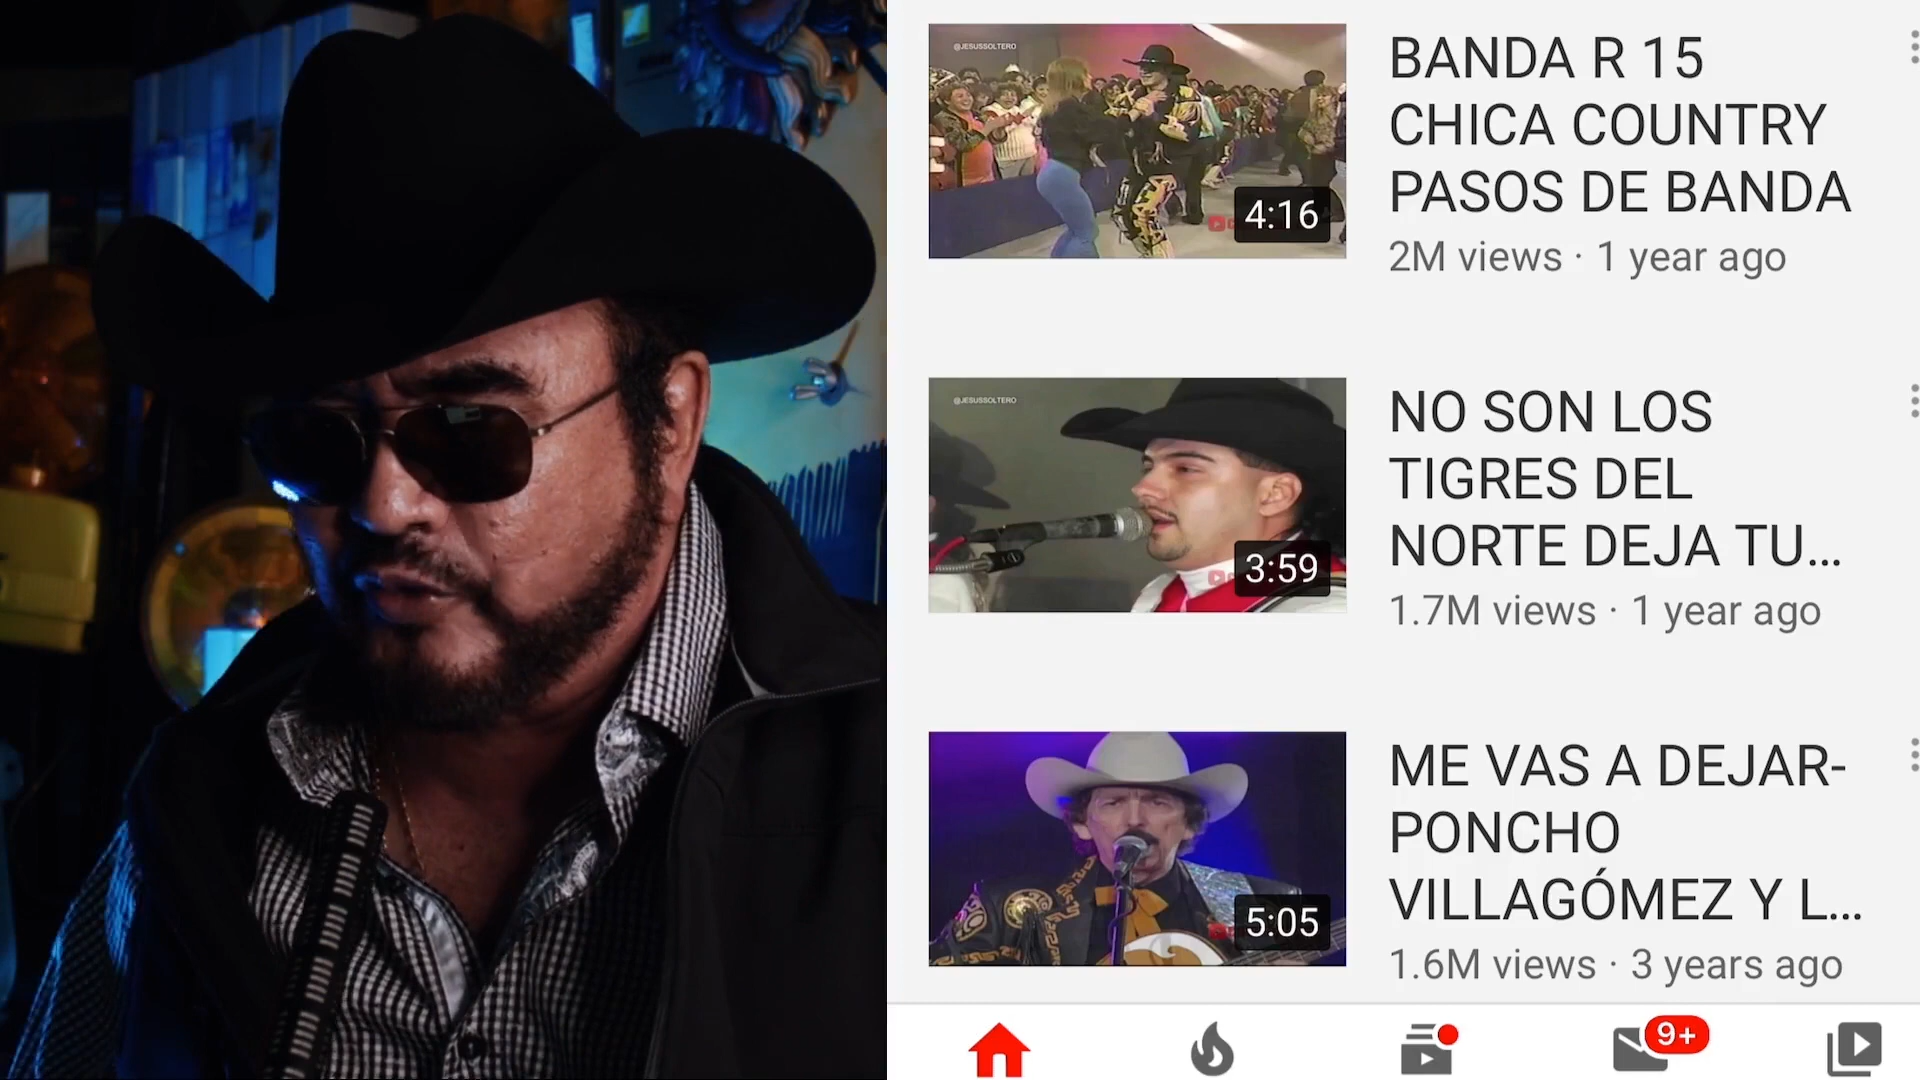 @JESUSSOLTERO
4:16
BANDA R 15
CHICA COUNTRY
PASOS DE BANDA
2M views · 1 year ago
@JESUSSOLTERO
3:59
NO SON LOS
TIGRES DEL
NORTE DEJA TU...
1.7M views · 1 year ago
5:05
ME VAS A DEJAR-
PONCHO
VILLAGÓMEZ Y L...
1.6M views · 3 years ago
9+